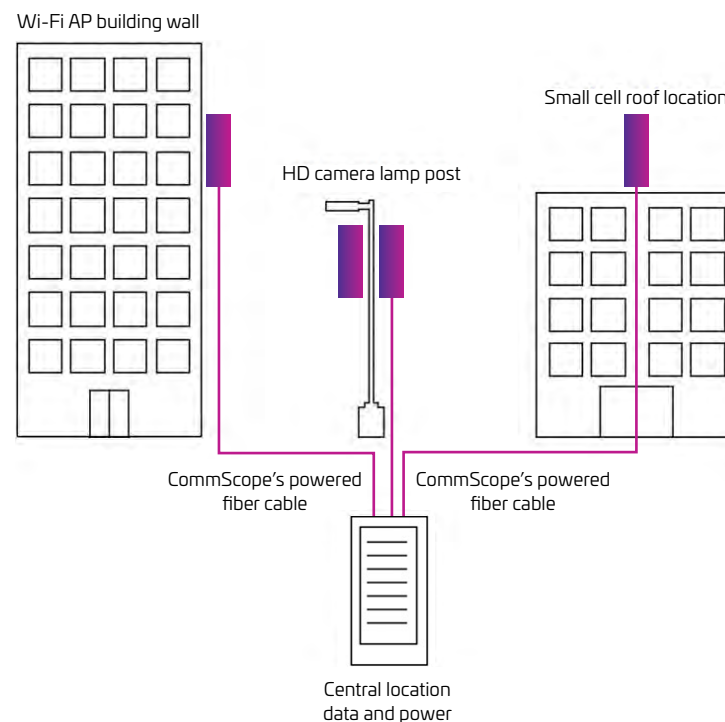 Wi-Fi AP building wall
Small cell roof location
HD camera lamp post
CommScope’s powered
fiber cable
CommScope’s powered
fiber cable
Central location
data and power